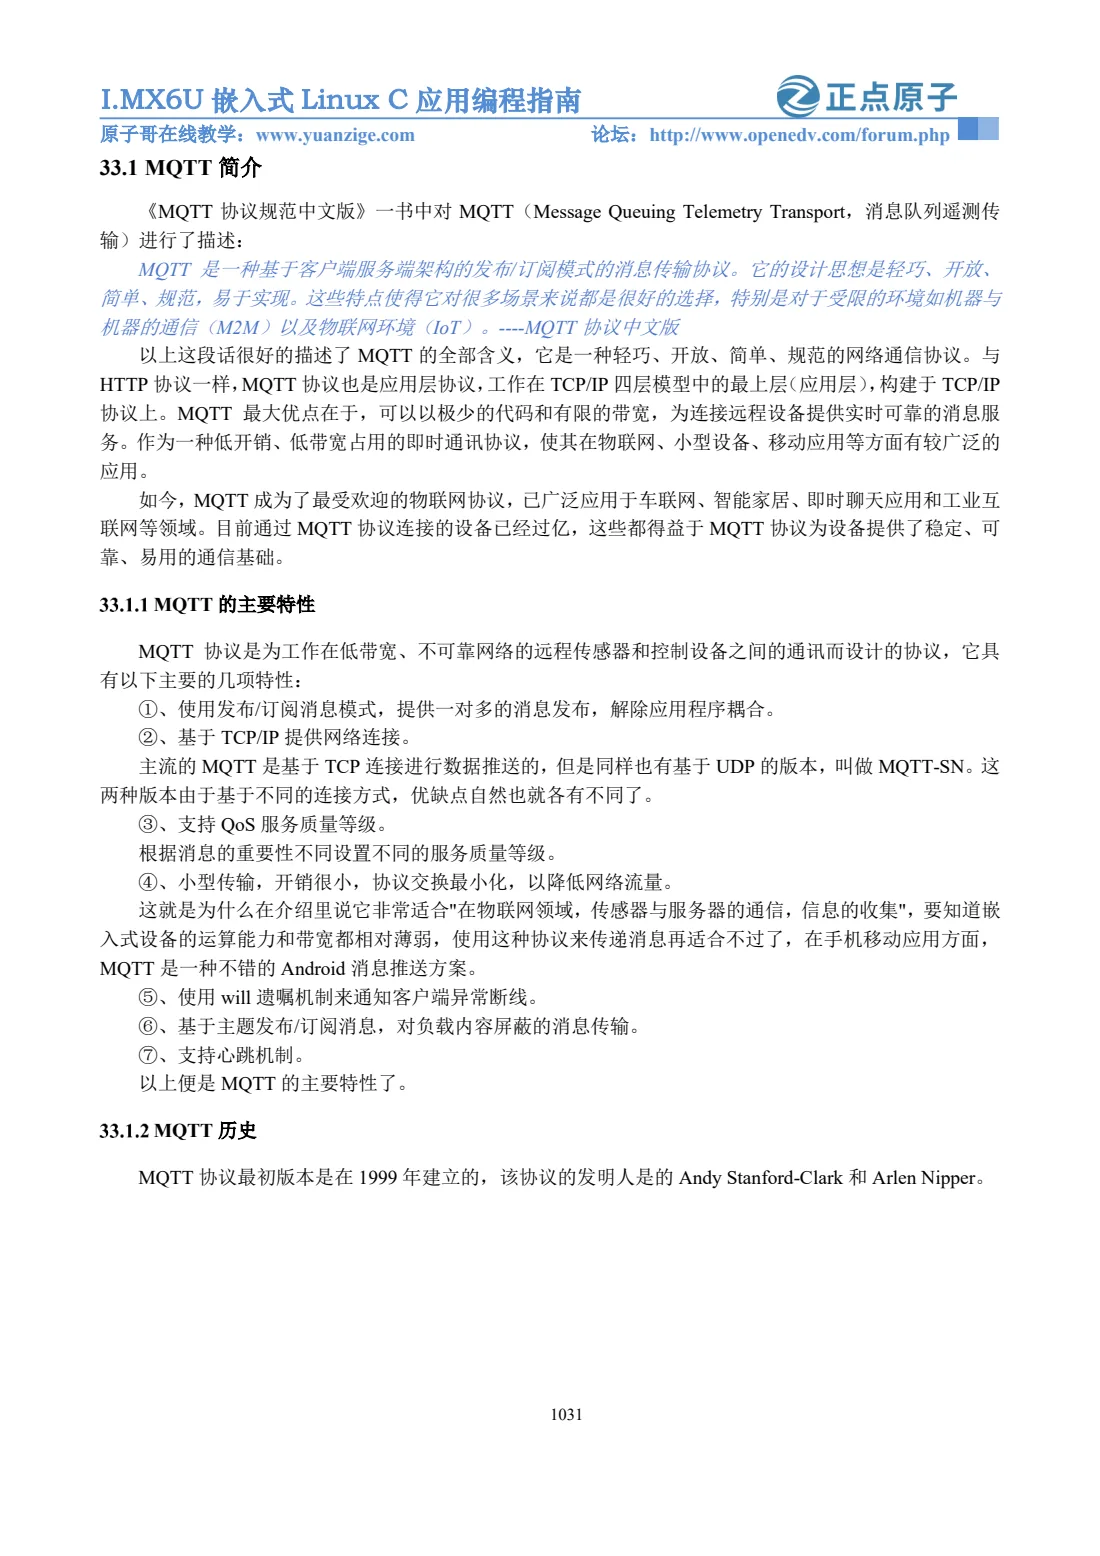 I.MX6U 嵌入式 Linux C 应用编程指南
正点原子
原子哥在线教学：www.yuanzige.com
论坛：http://www.openedv.com/forum.php
33.1 MQTT 简介
《MQTT 协议规范中文版》一书中对 MQTT（Message Queuing Telemetry Transport，消息队列遥测传
输）进行了描述：
MQTT 是一种基于客户端服务端架构的发布/订阅模式的消息传输协议。它的设计思想是轻巧、开放、
简单、规范，易于实现。这些特点使得它对很多场景来说都是很好的选择，特别是对于受限的环境如机器与
机器的通信（M2M）以及物联网环境（IoT）。----MQTT 协议中文版
以上这段话很好的描述了 MQTT 的全部含义，它是一种轻巧、开放、简单、规范的网络通信协议。与
HTTP 协议一样，MQTT 协议也是应用层协议，工作在 TCP/IP 四层模型中的最上层（应用层），构建于 TCP/IP
协议上。MQTT 最大优点在于，可以以极少的代码和有限的带宽，为连接远程设备提供实时可靠的消息服
务。作为一种低开销、低带宽占用的即时通讯协议，使其在物联网、小型设备、移动应用等方面有较广泛的
应用。
如今，MQTT 成为了最受欢迎的物联网协议，已广泛应用于车联网、智能家居、即时聊天应用和工业互
联网等领域。目前通过 MQTT 协议连接的设备已经过亿，这些都得益于 MQTT 协议为设备提供了稳定、可
靠、易用的通信基础。
33.1.1 MQTT 的主要特性
MQTT 协议是为工作在低带宽、不可靠网络的远程传感器和控制设备之间的通讯而设计的协议，它具
有以下主要的几项特性：
①、使用发布/订阅消息模式，提供一对多的消息发布，解除应用程序耦合。
②、基于 TCP/IP 提供网络连接。
主流的 MQTT 是基于 TCP 连接进行数据推送的，但是同样也有基于 UDP 的版本，叫做 MQTT-SN。这
两种版本由于基于不同的连接方式，优缺点自然也就各有不同了。
③、支持 QoS 服务质量等级。
根据消息的重要性不同设置不同的服务质量等级。
④、小型传输，开销很小，协议交换最小化，以降低网络流量。
这就是为什么在介绍里说它非常适合"在物联网领域，传感器与服务器的通信，信息的收集"，要知道嵌
入式设备的运算能力和带宽都相对薄弱，使用这种协议来传递消息再适合不过了，在手机移动应用方面，
MQTT 是一种不错的 Android 消息推送方案。
⑤、使用 will 遗嘱机制来通知客户端异常断线。
⑥、基于主题发布/订阅消息，对负载内容屏蔽的消息传输。
⑦、支持心跳机制。
以上便是 MQTT 的主要特性了。
33.1.2 MQTT 历史
MQTT 协议最初版本是在 1999 年建立的，该协议的发明人是的 Andy Stanford-Clark 和 Arlen Nipper。
1031